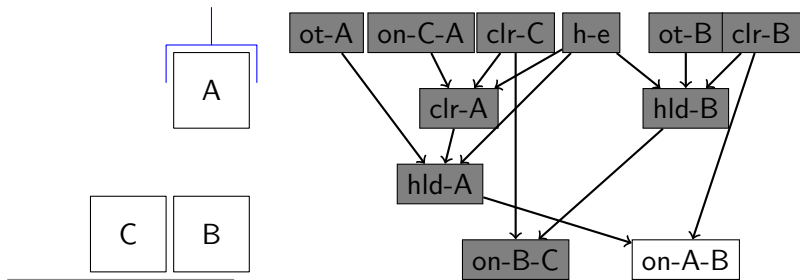 A
C B
ot-A on-C-A clr-C h-e ot-B clr-B
clr-A hld-B
hld-A
on-B-C on-A-B